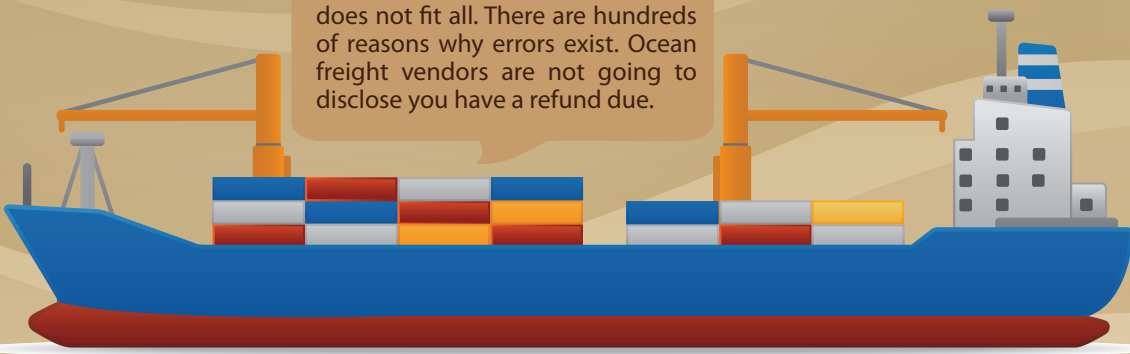 does not fit all. There are hundreds
of reasons why errors exist. Ocean
freight vendors are not going to
disclose you have a refund due.